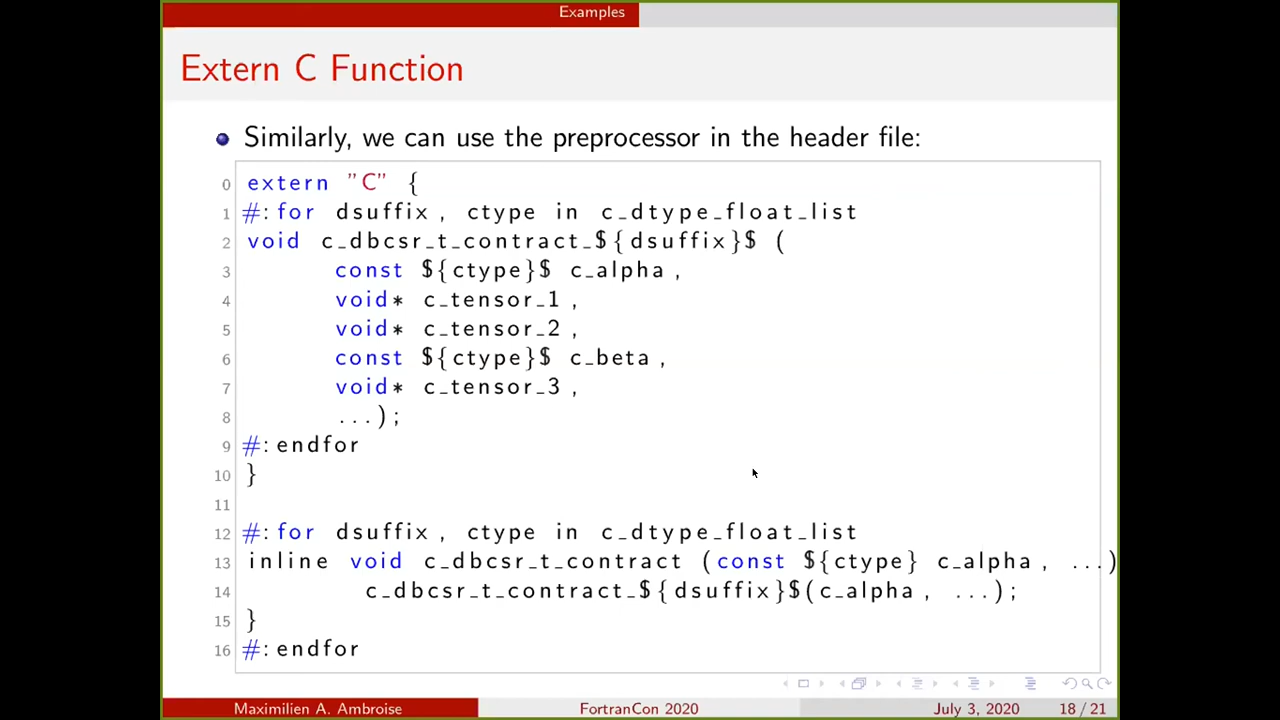 Examples
Extern C Function
Similarly, we can use the preprocessor in the header file:
0 extern "C" {
1 #:for dsuffix, ctype in c_dtype_float_list
2 void c_dbcsr_t_contract_${dsuffix}$ (
3 const ${ctype}$ c_alpha,
4 void* c_tensor_1,
5 void* c_tensor_2,
6 const ${ctype}$ c_beta,
7 void* c_tensor_3,
8 ...);
9 #:endfor
10 }
11
12 #:for dsuffix, ctype in c_dtype_float_list
13 inline void c_dbcsr_t_contract (const ${ctype} c_alpha, ...)
14 c_dbcsr_t_contract_${dsuffix}$(c_alpha, ...);
15 }
16 #:endfor
Maximilien A. Ambroise FortranCon 2020 July 3, 2020 18 / 21